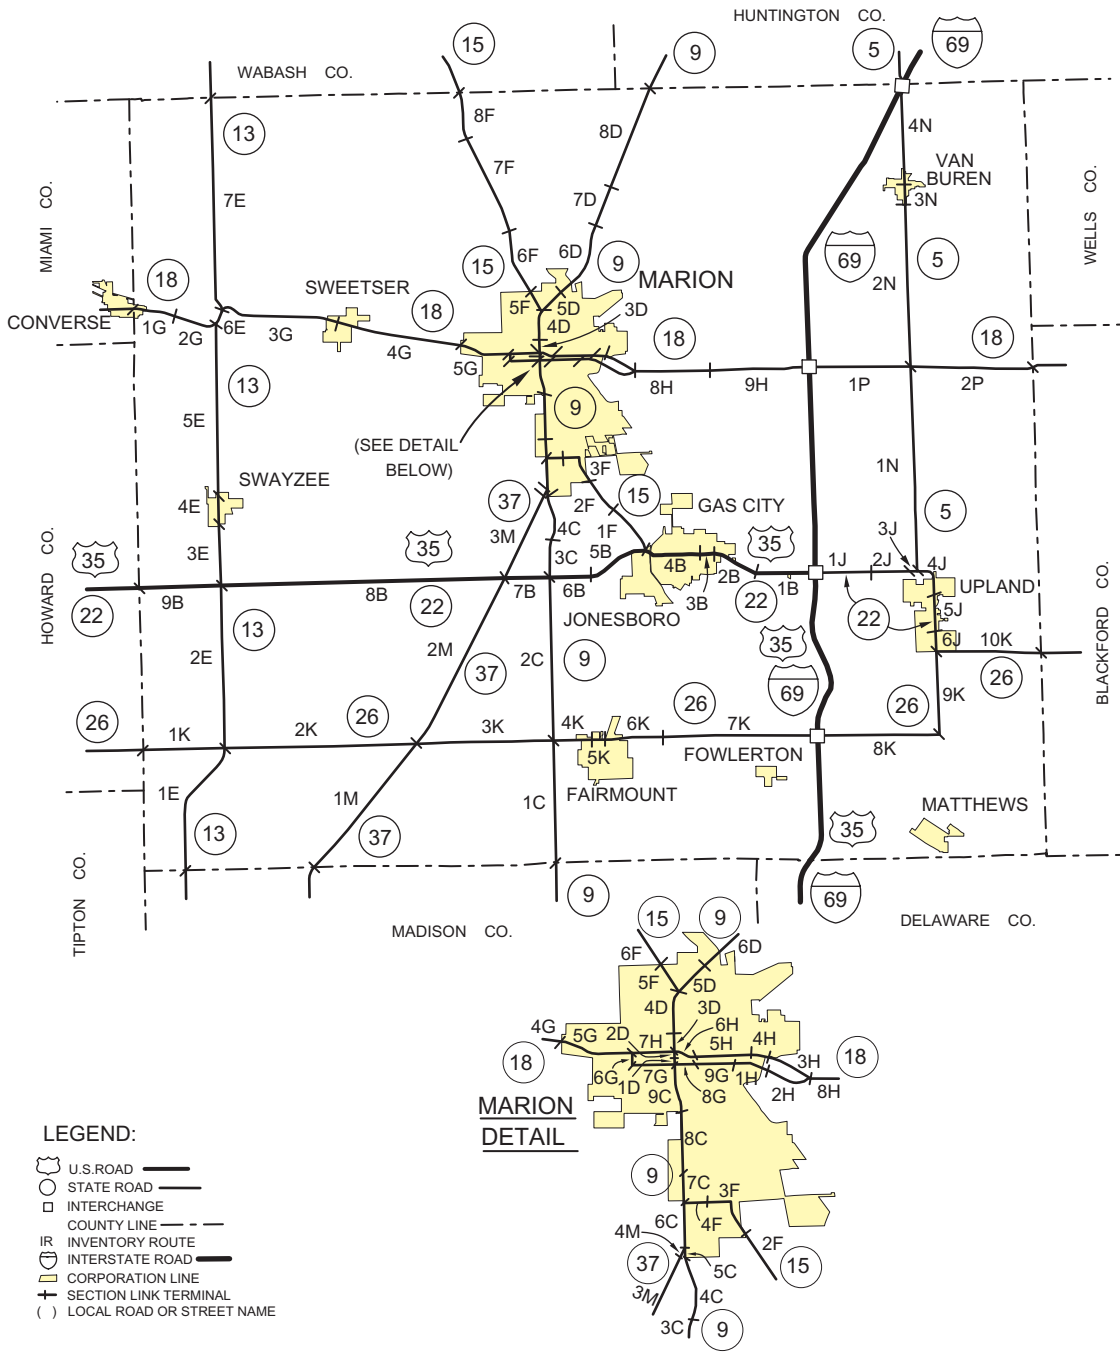 HUNTINGTON CO.
15
9
5
69
WABASH CO.
8F
8D
4N
13
7F
VAN
BUREN
7E
7D
3N
MIAMI CO.
WELLS CO.
6F
6D
9
5
15
69
18
SWEETSER
MARION
2N
5F
5D
3D
CONVERSE
1G
2G
6E
3G
18
4D
18
18
4G
5G
8H
9H
1P
2P
13
5E
9
(SEE DETAIL
BELOW)
1N
SWAYZEE
3F
37
2F
15
GAS CITY
4E
5
3M
4C
1F
3J
HOWARD CO.
35
3E
35
3C
5B
35
4B
2B
1J
2J
4J
22
9B
8B
22
7B
6B
3B
22
1B
22
UPLAND
JONESBORO
5J
BLACKFORD CO.
13
2E
2M
2C
9
35
6J
10K
37
69
26
9K
26
26
26
26
1K
2K
3K
4K
6K
7K
8K
5K
FOWLERTON
1E
1M
1C
FAIRMOUNT
MATTHEWS
13
37
35
TIPTON CO.
9
69
MADISON CO.
DELAWARE CO.
15
9
6F
6D
5F
5D
4D
3D
4G
5G
2D
7H
6H
5H
4H
3H
18
18
6G
1D
7G
9G
1H
2H
8H
9C
8G
MARION
DETAIL
8C
9
7C
3F
6C
4F
4M
2F
37
5C
15
3M
4C
3C
9
LEGEND:
U.S.ROAD
STATE ROAD
INTERCHANGE
COUNTY LINE
IR INVENTORY ROUTE
INTERSTATE ROAD
CORPORATION LINE
SECTION LINK TERMINAL
( ) LOCAL ROAD OR STREET NAME